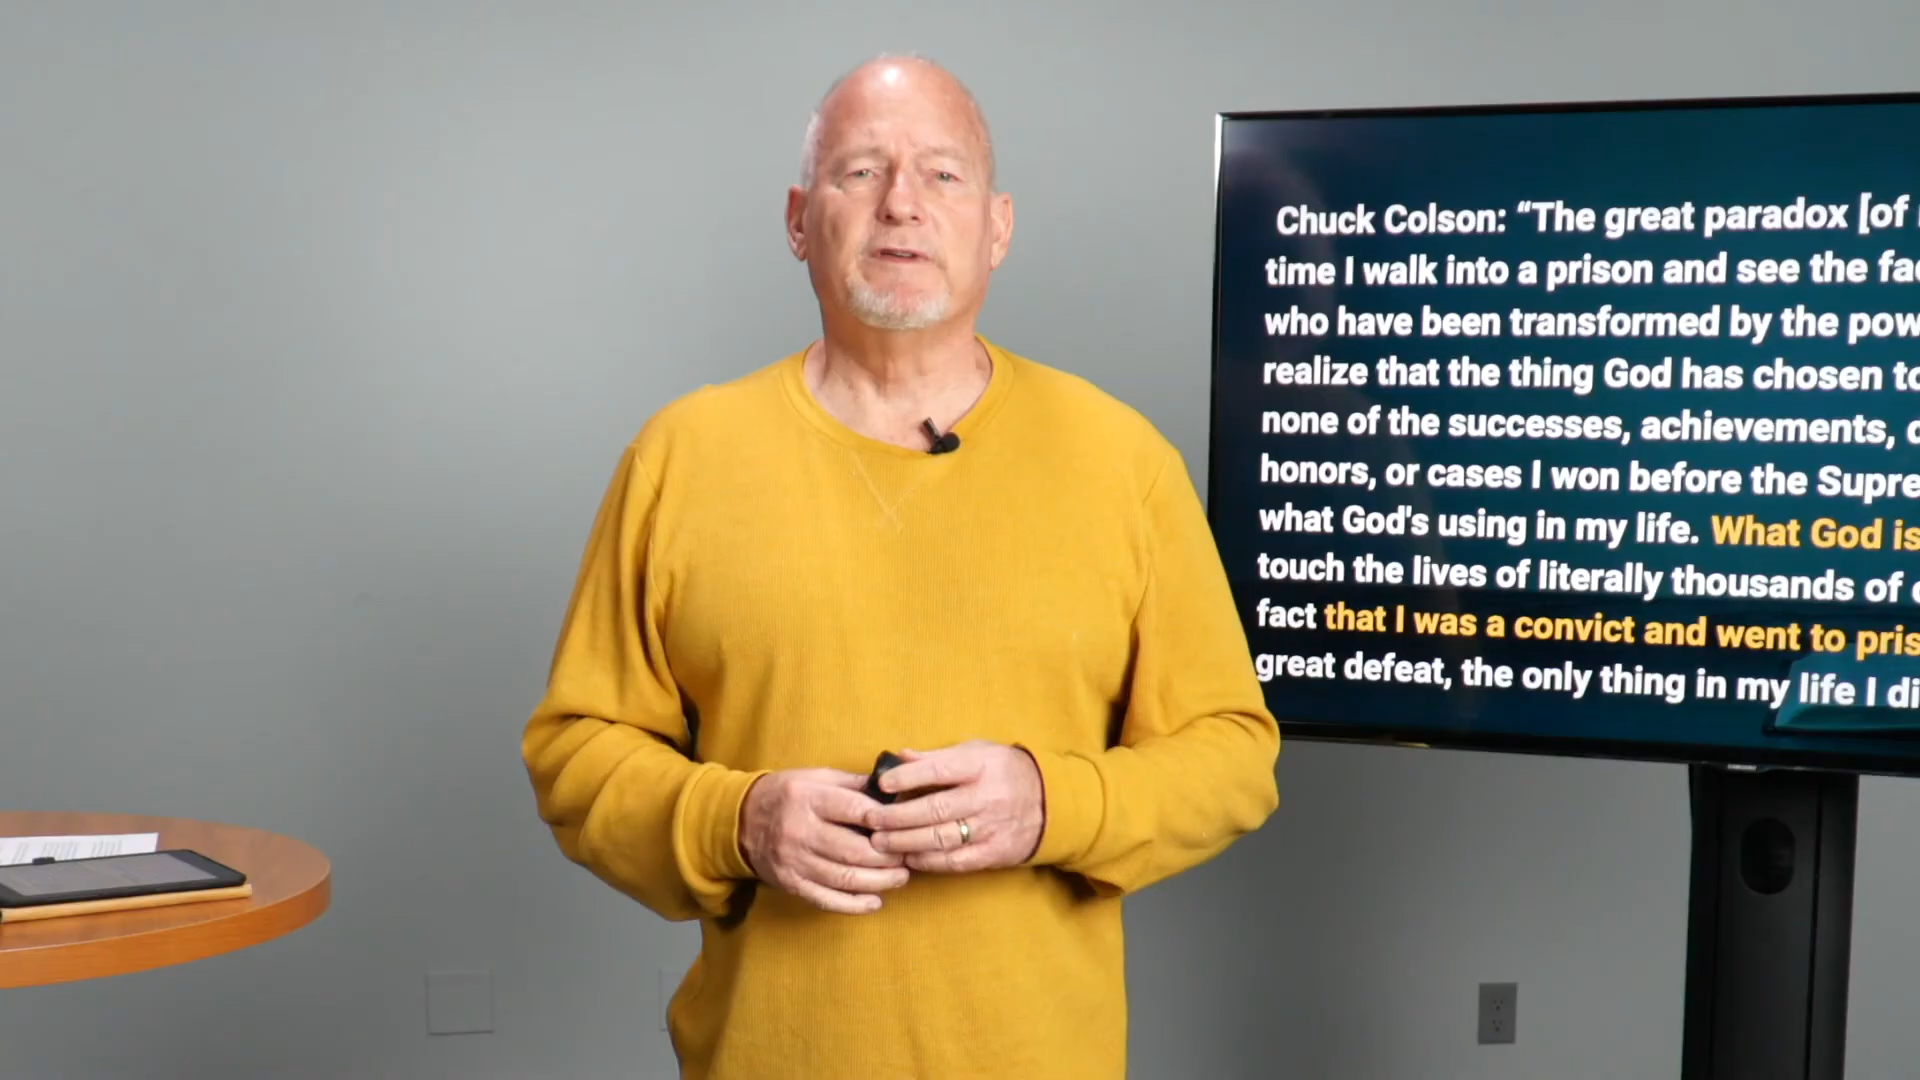 Chuck Colson: “The great paradox [of
time I walk into a prison and see the
who have been transformed by the
realize that the thing God has chosen
none of the successes, achievements,
honors, or cases I won before the
what God's using in my life. What God is
touch the lives of literally thousands of
fact that I was a convict and went to
great defeat, the only thing in my life I